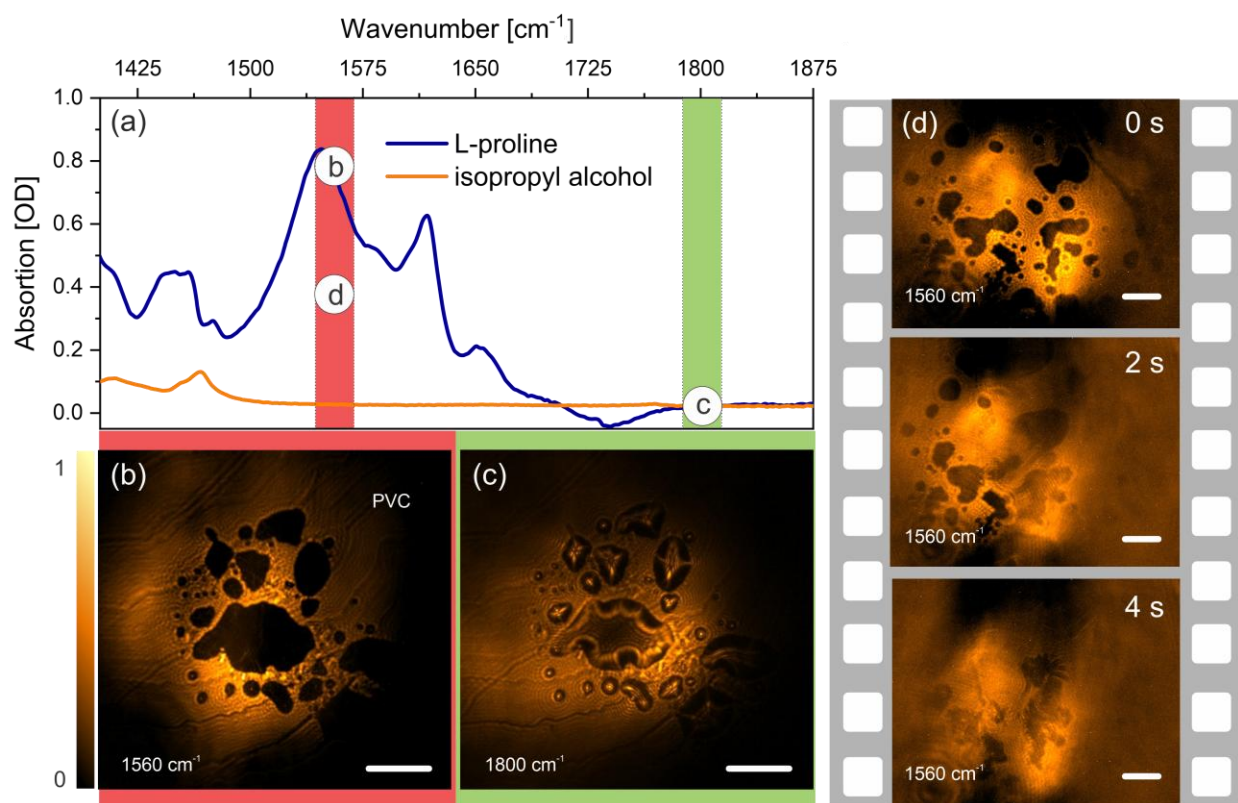 Wavenumber [cm⁻¹]
1425 1500 1575 1650 1725 1800 1875
Absortion [OD]
1.0
0.8
0.6
0.4
0.2
0.0
(a)
L-proline
isopropyl alcohol
b
d
c
1
0
(b)
PVC
1560 cm⁻¹
(c)
1800 cm⁻¹
(d)
0 s
1560 cm⁻¹
2 s
1560 cm⁻¹
4 s
1560 cm⁻¹